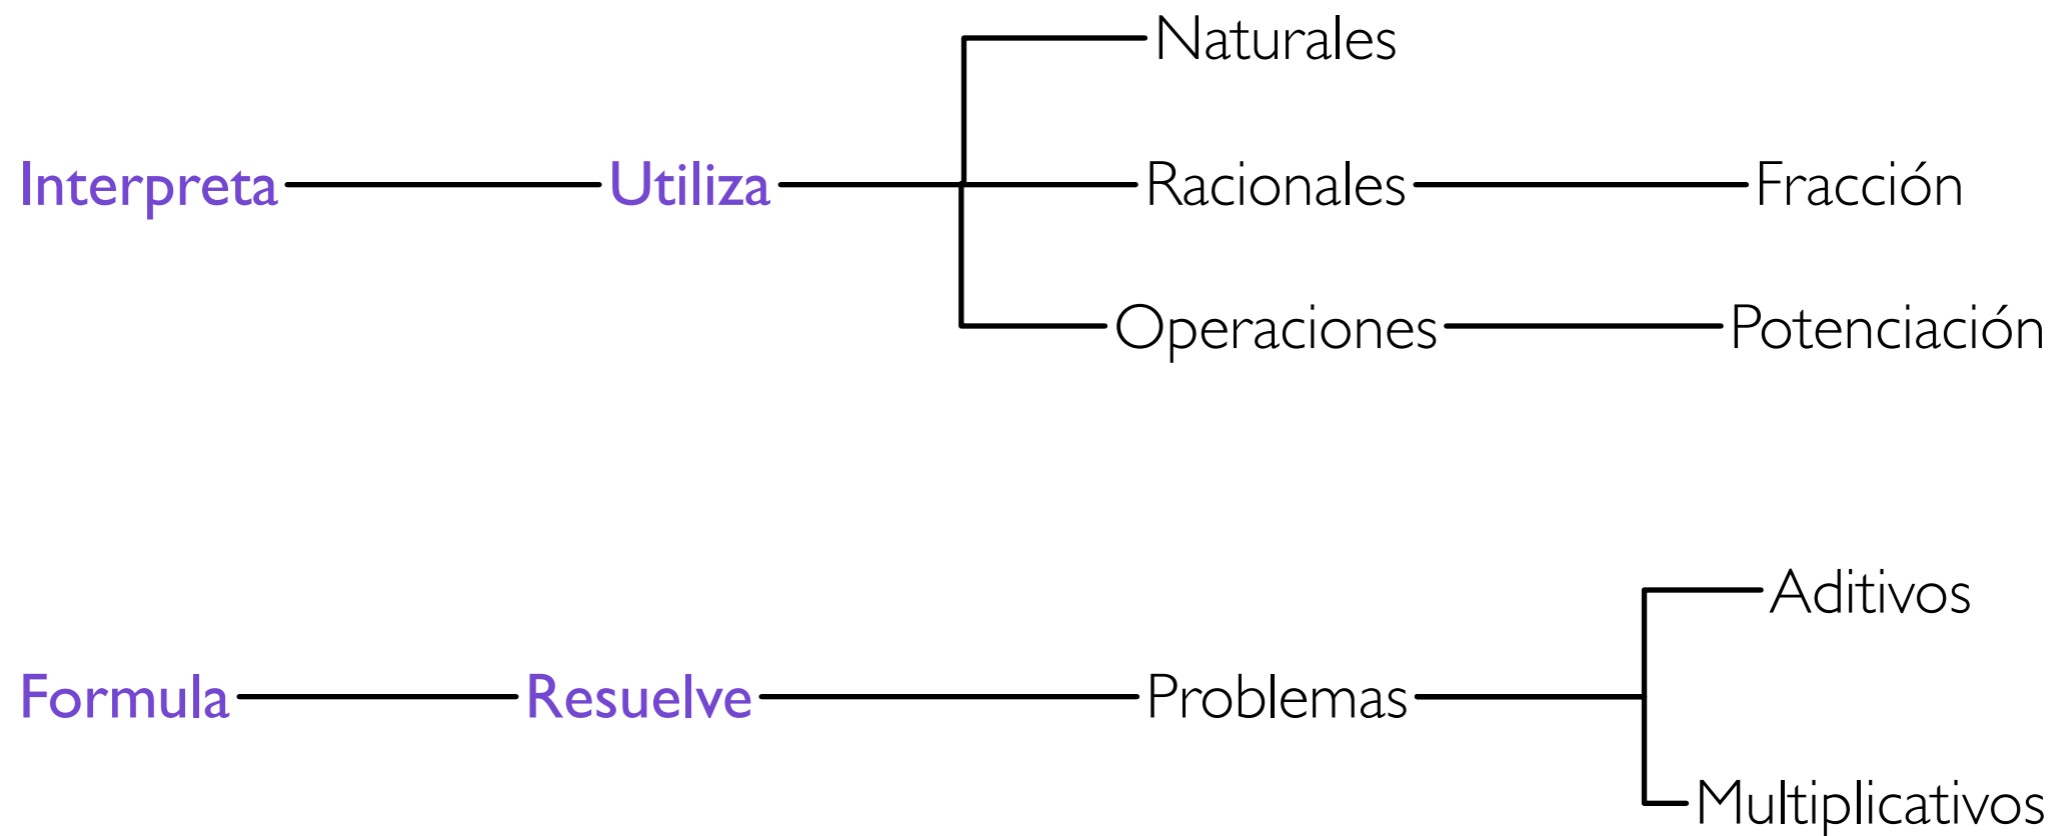 Naturales
Interpreta Utiliza Racionales Fracción
Operaciones Potenciación
Aditivos
Formula Resuelve Problemas
Multiplicativos